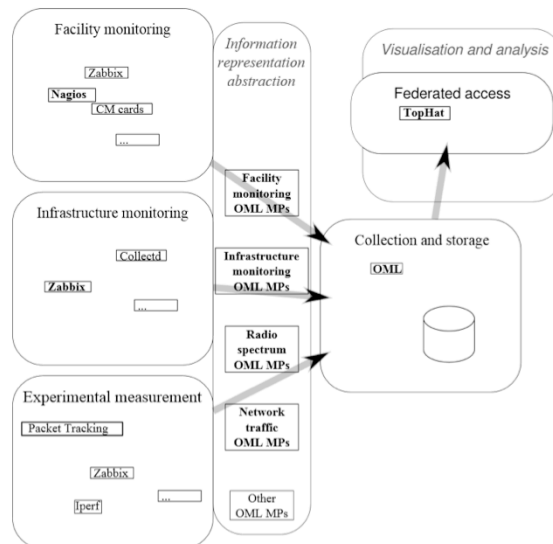 Facility monitoring
Zabbix
Nagios
CM cards
...
Infrastructure monitoring
Collectd
Zabbix
...
Experimental measurement
Packet Tracking
Zabbix
...
Iperf
Information
representation
abstraction
Facility
monitoring
OML MPs
Infrastructure
monitoring
OML MPs
Radio
spectrum
OML MPs
Network
traffic
OML MPs
Other
OML MPs
Visualisation and analysis
Federated access
TopHat
Collection and storage
OML